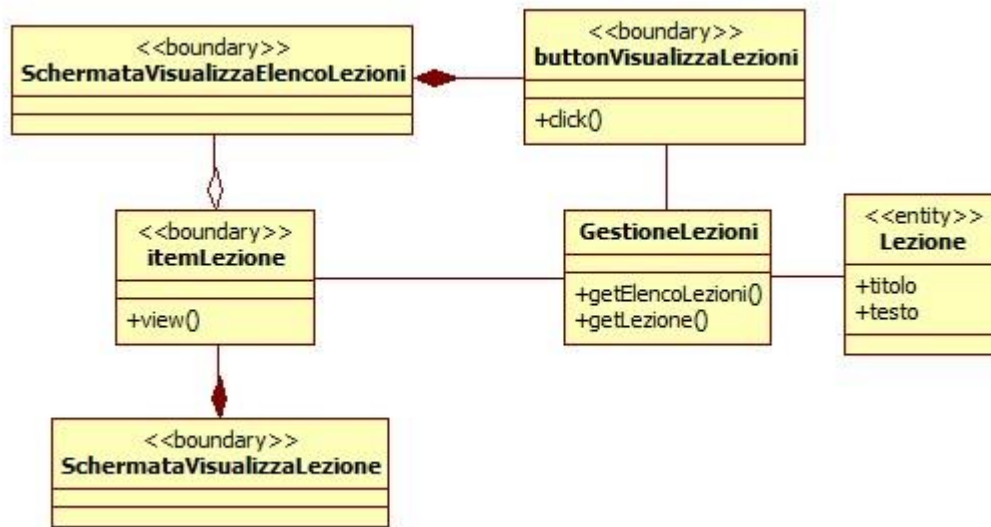 <<boundary>>
SchermataVisualizzaElencoLezioni
<<boundary>>
buttonVisualizzaLezioni
+click()
<<boundary>>
itemLezione
+view()
GestioneLezioni
+getElencoLezioni()
+getLezione()
<<entity>>
Lezione
+titolo
+testo
<<boundary>>
SchermataVisualizzaLezione